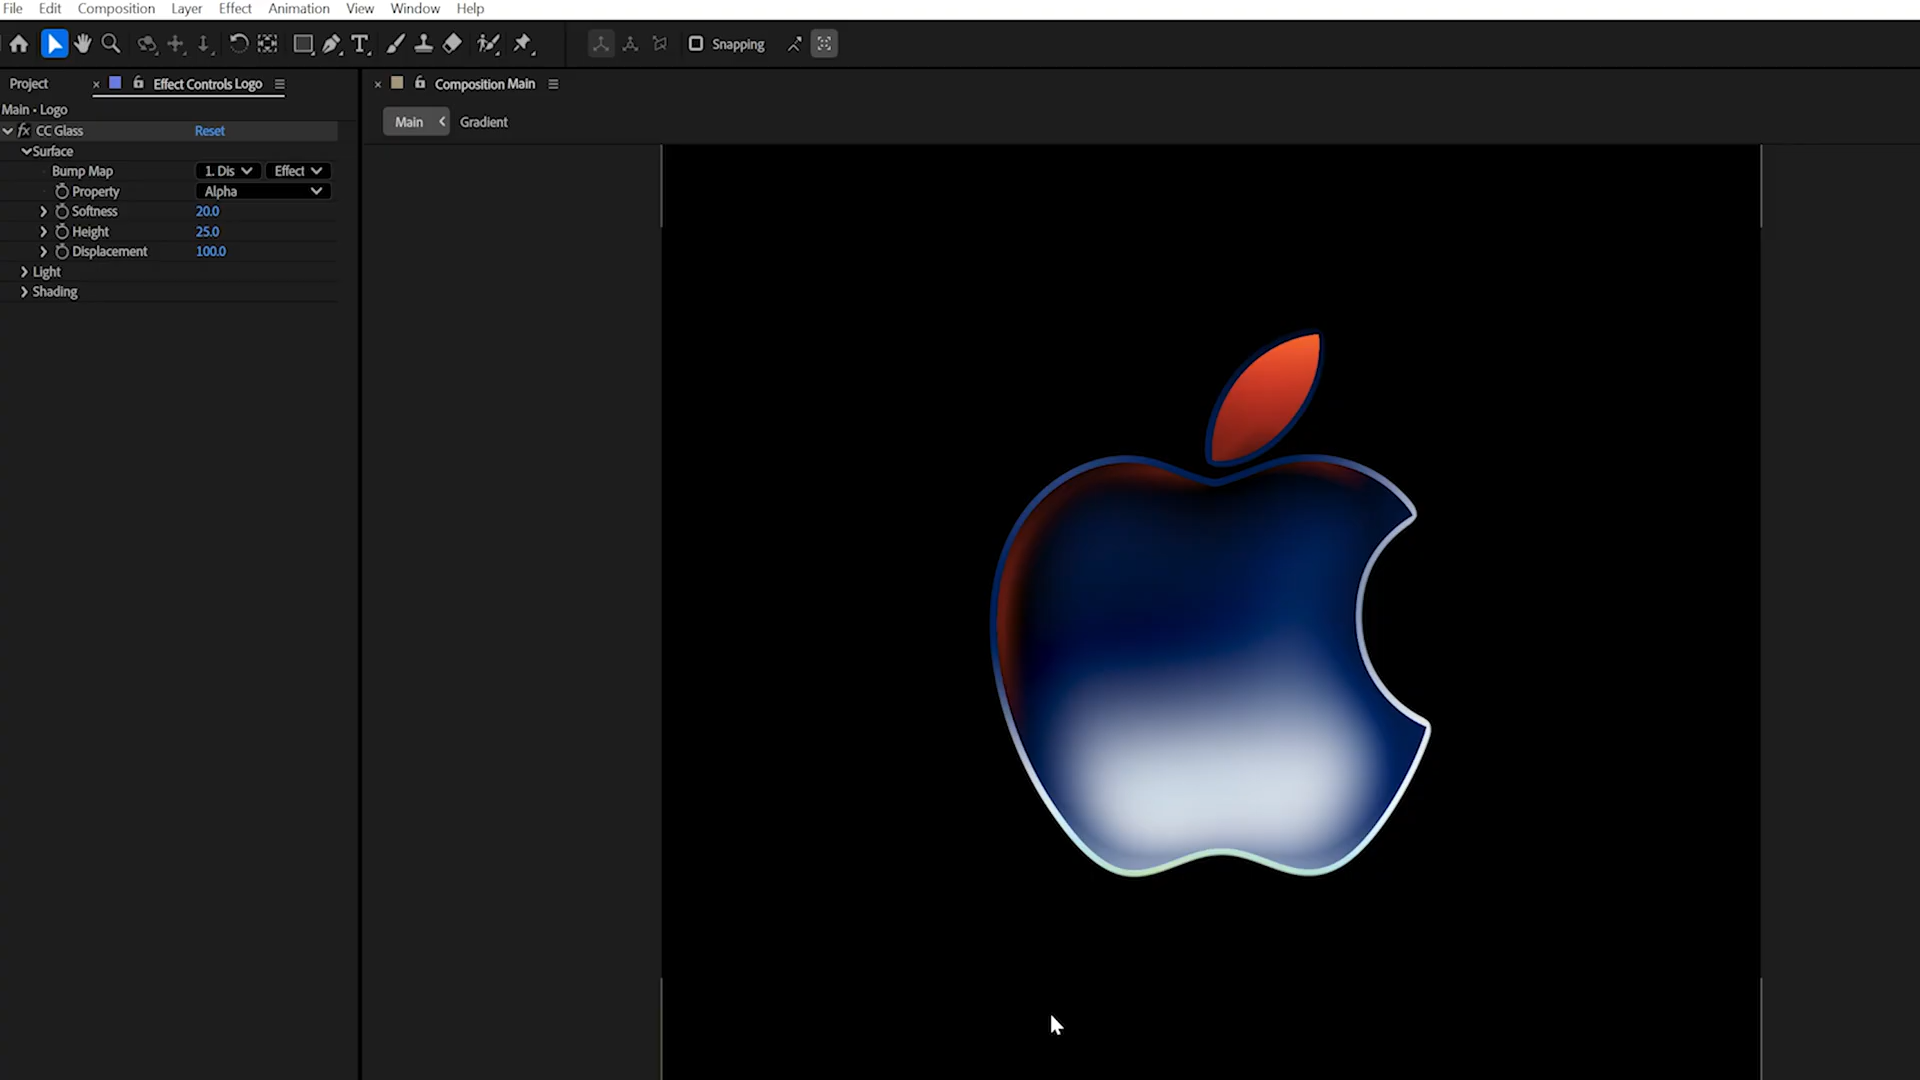 File Edit Composition Layer Effect Animation View Window Help
Snapping
Project Effect Controls Logo
Composition Main
Main - Logo
Main Gradient
fx CC Glass Reset
Surface
Bump Map 1. Dis Effect
Property Alpha
Softness 20.0
Height 25.0
Displacement 100.0
Light
Shading